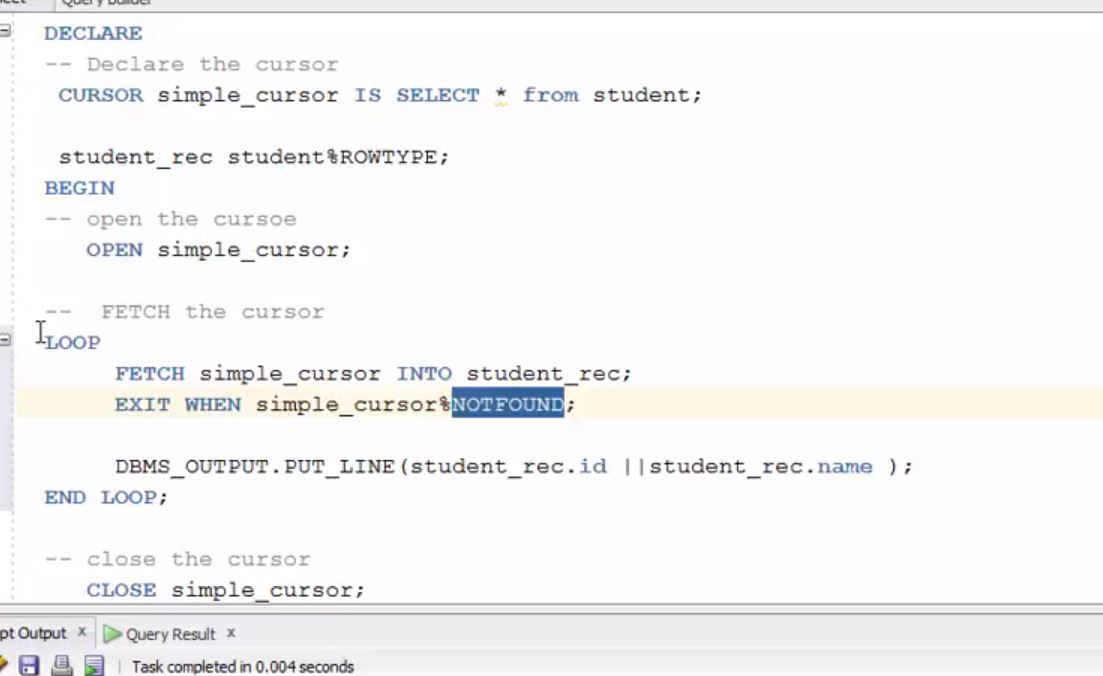 Query Builder
DECLARE
-- Declare the cursor
CURSOR simple_cursor IS SELECT * from student;
student_rec student%ROWTYPE;
BEGIN
-- open the cursoe
OPEN simple_cursor;
-- FETCH the cursor
LOOP
FETCH simple_cursor INTO student_rec;
EXIT WHEN simple_cursor%NOTFOUND;
DBMS_OUTPUT.PUT_LINE(student_rec.id ||student_rec.name );
END LOOP;
-- close the cursor
CLOSE simple_cursor;
pt Output x Query Result x
Task completed in 0.004 seconds